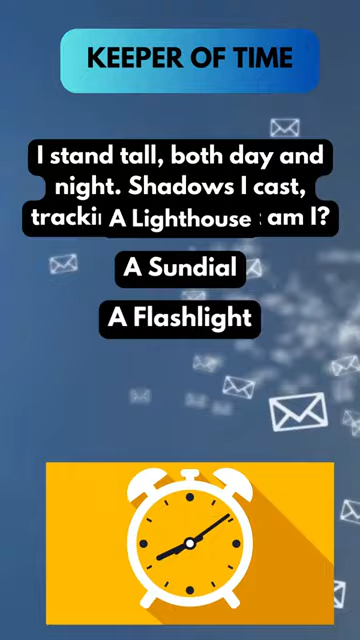 KEEPER OF TIME
I stand tall, both day and
night. Shadows I cast,
am I?
A Lighthouse
A Sundial
A Flashlight